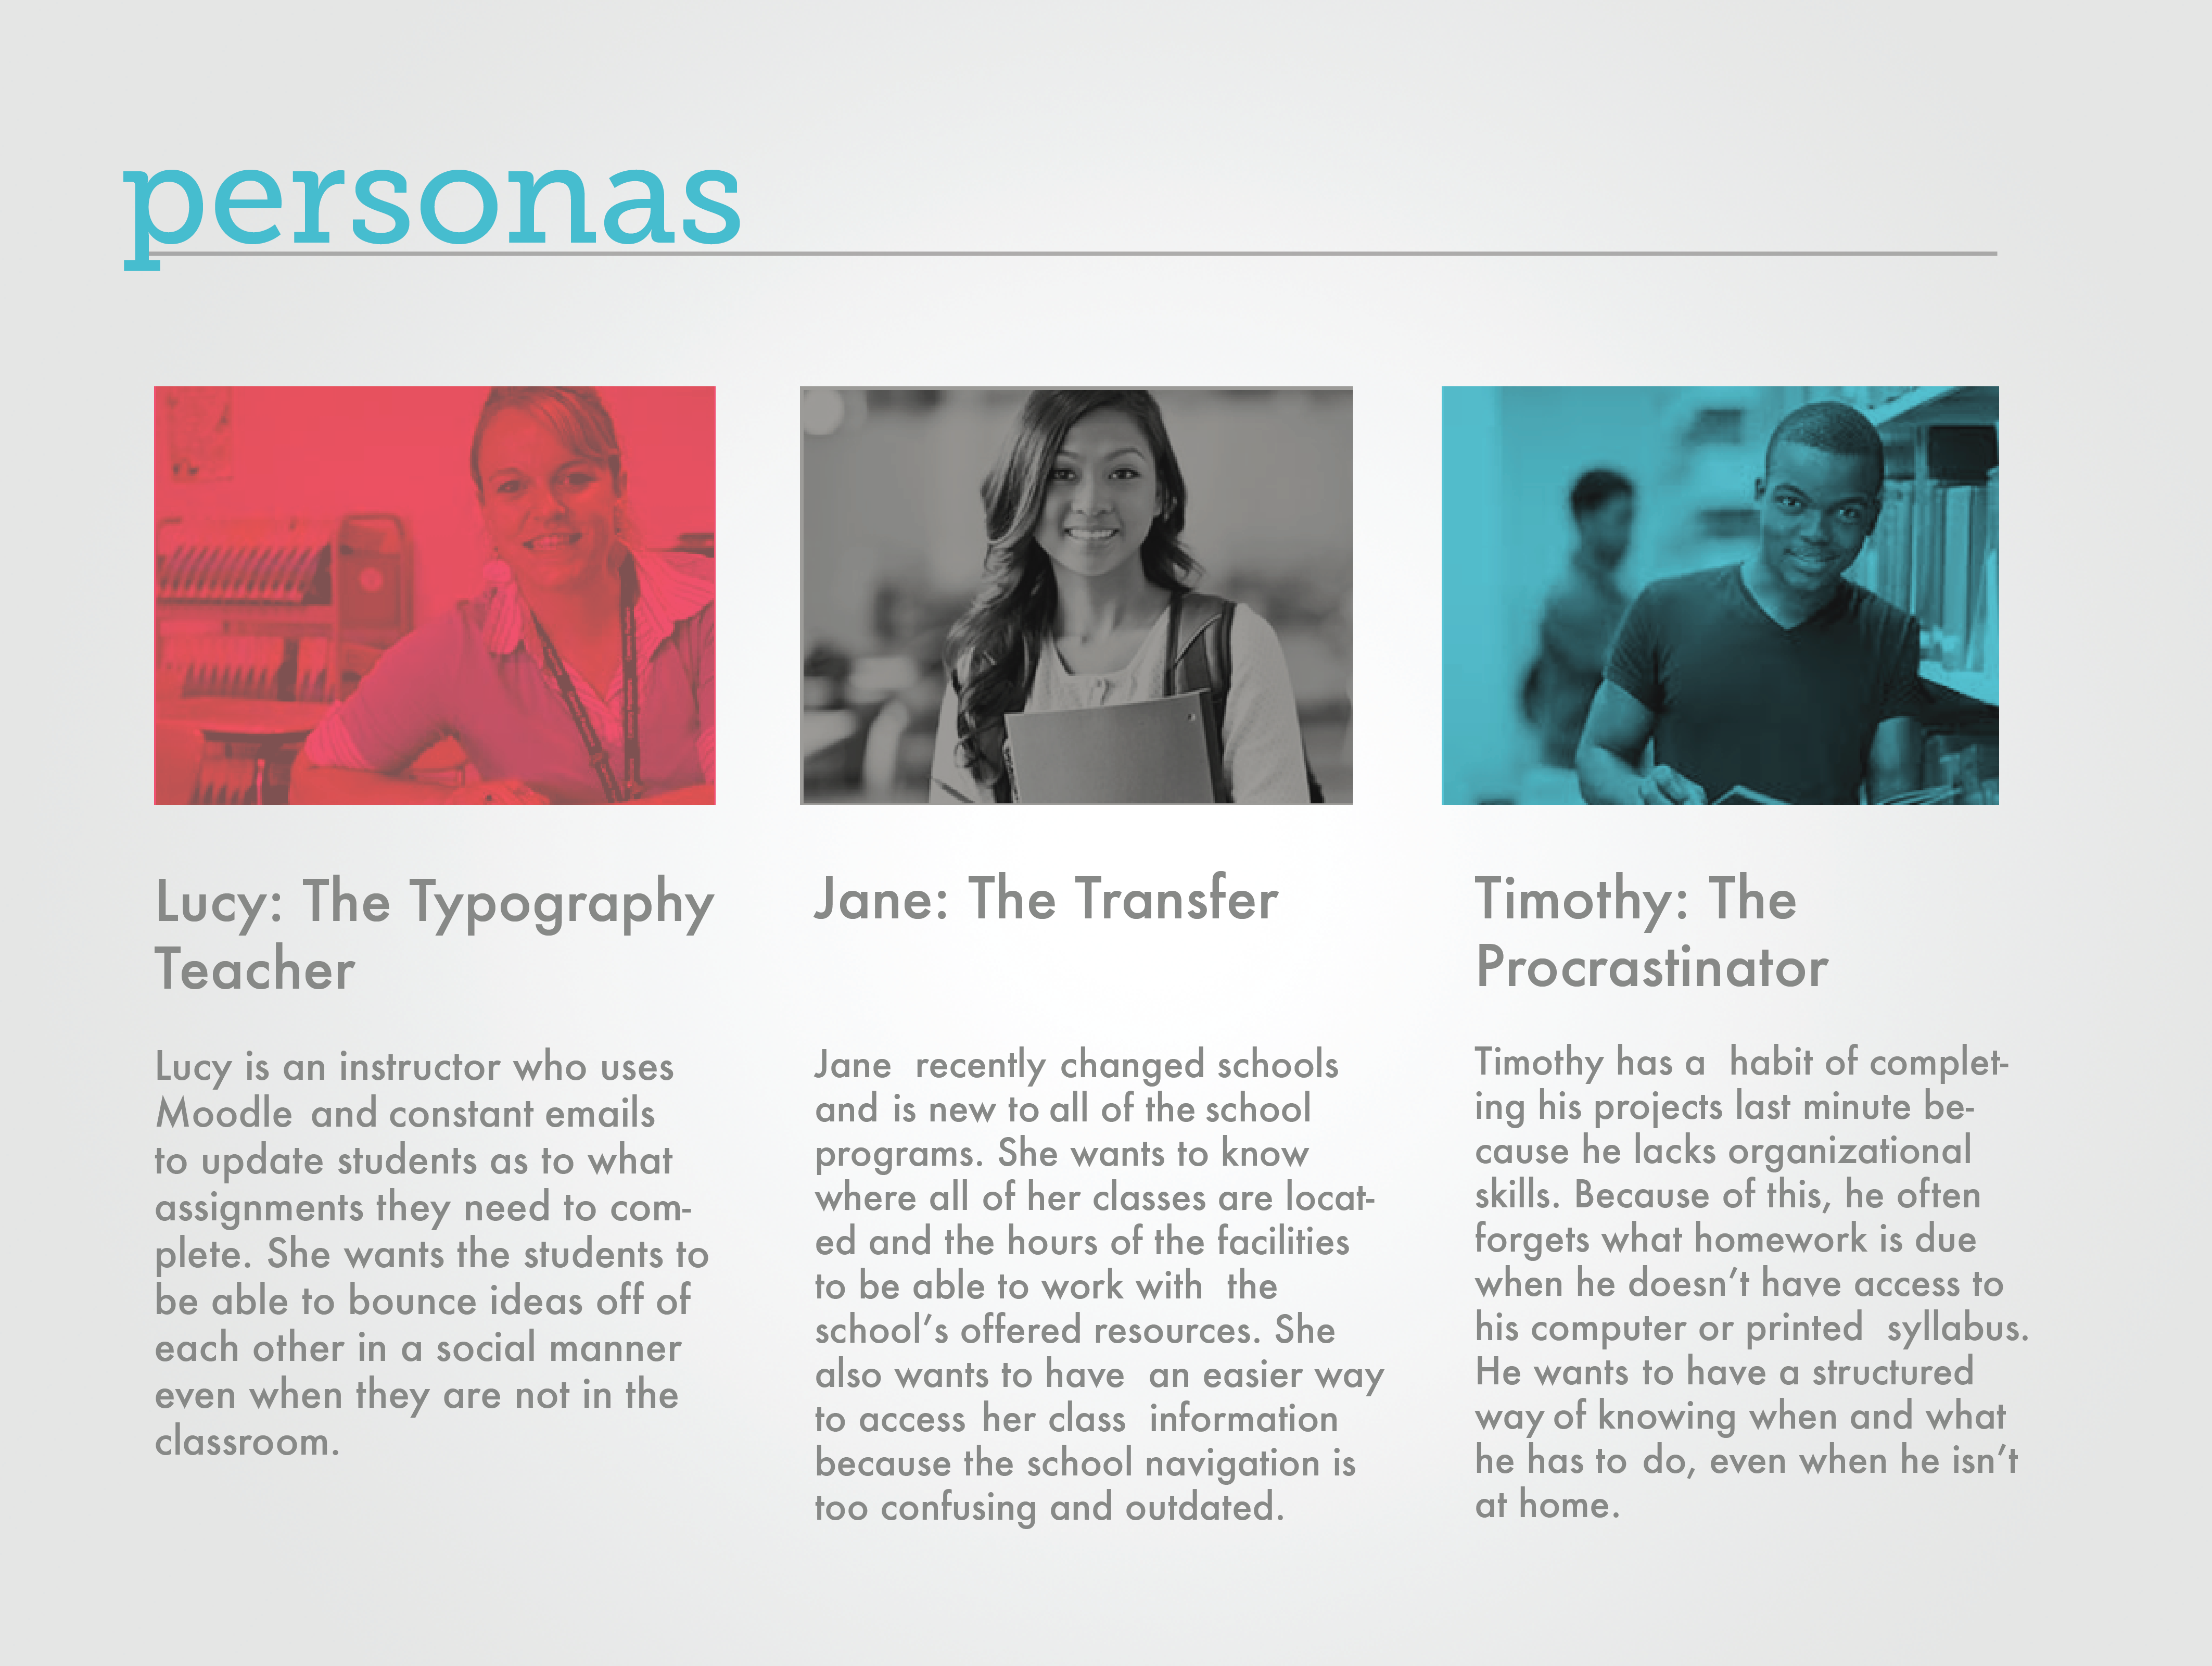 personas
Lucy: The Typography
Teacher
Lucy is an instructor who uses
Moodle and constant emails
to update students as to what
assignments they need to com-
plete. She wants the students to
be able to bounce ideas off of
each other in a social manner
even when they are not in the
classroom.
Jane: The Transfer
Jane recently changed schools
and is new to all of the school
programs. She wants to know
where all of her classes are locat-
ed and the hours of the facilities
to be able to work with the
school’s offered resources. She
also wants to have an easier way
to access her class information
because the school navigation is
too confusing and outdated.
Timothy: The
Procrastinator
Timothy has a habit of complet-
ing his projects last minute be-
cause he lacks organizational
skills. Because of this, he often
forgets what homework is due
when he doesn’t have access to
his computer or printed syllabus.
He wants to have a structured
way of knowing when and what
he has to do, even when he isn’t
at home.